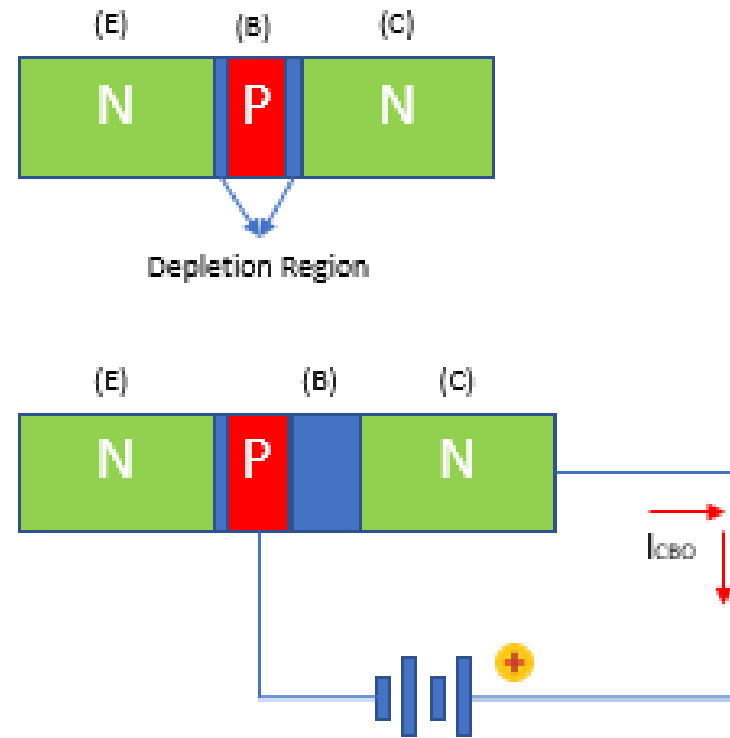 (E) (B) (C)
N P N
Depletion Region
(E) (B) (C)
N P N
ICBO
+